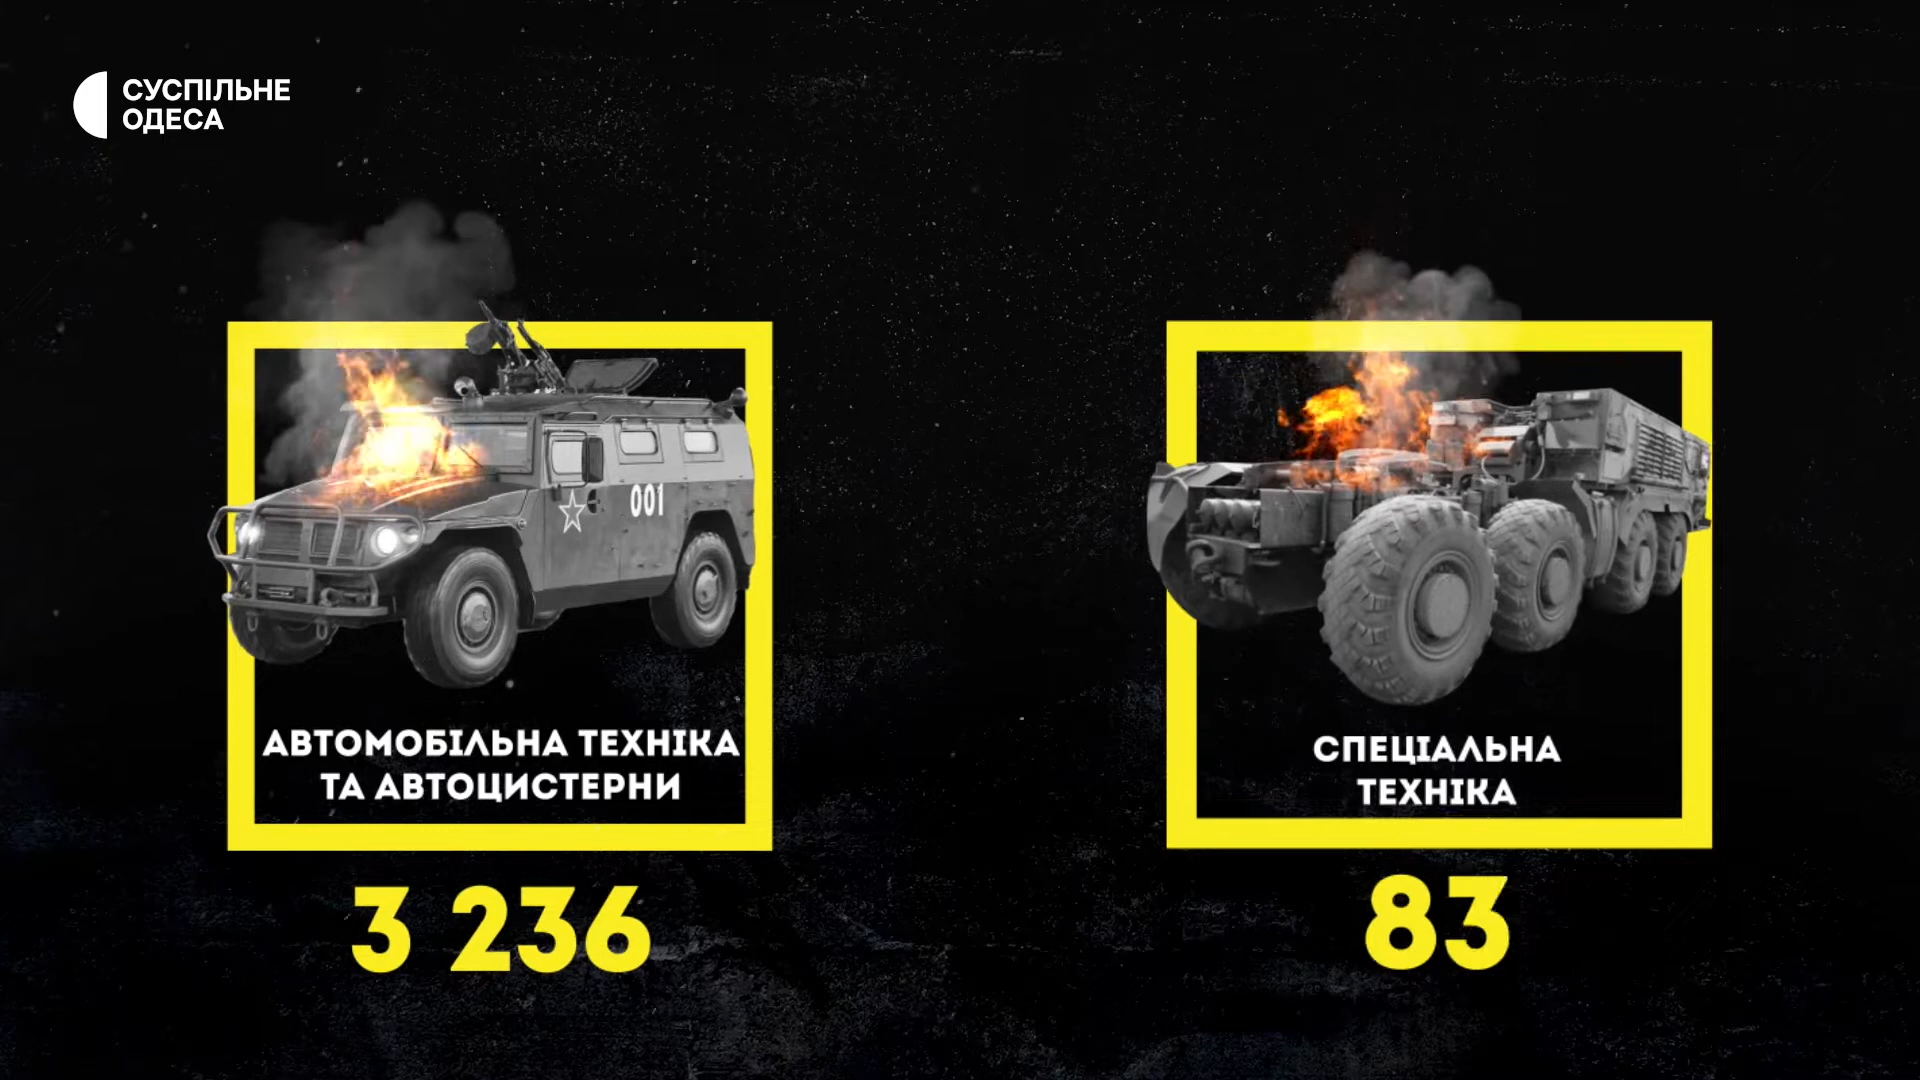 СУСПІЛЬНЕ
ОДЕСА
001
АВТОМОБІЛЬНА ТЕХНІКА
ТА АВТОЦИСТЕРНИ
3 236
СПЕЦІАЛЬНА
ТЕХНІКА
83